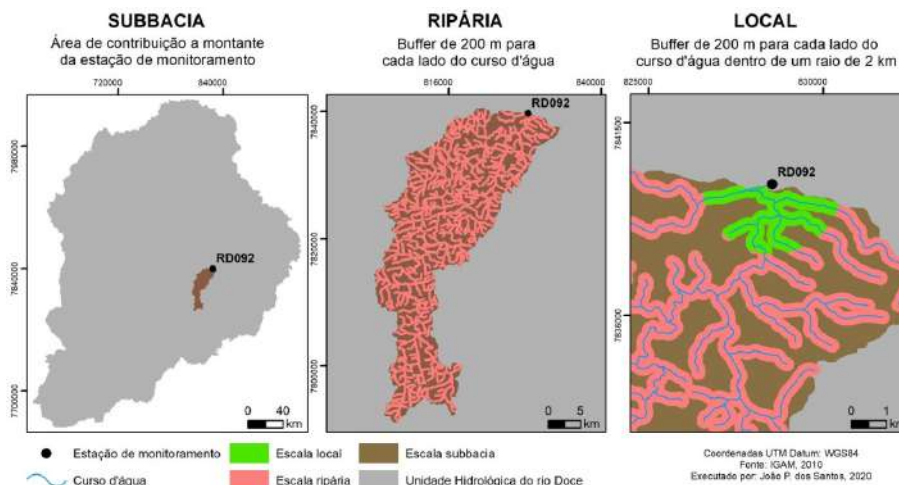 SUBBACIA
Área de contribuição a montante
da estação de monitoramento
720000
840000
7980000
7840000
7700000
RD092
0 40
km
RIPÁRIA
Buffer de 200 m para
cada lado do curso d'água
816000
840000
7840000
7820000
7800000
RD092
0 5
km
LOCAL
Buffer de 200 m para cada lado do
curso d'água dentro de um raio de 2 km
825000
830000
7841500
7836000
RD092
0 1
km
Estação de monitoramento
Escala local
Escala subbacia
Curso d'água
Escala ripária
Unidade Hidrológica do rio Doce
Coordenadas UTM Datum: WGS84
Fonte: IGAM, 2010
Executado por: João P. dos Santos, 2020